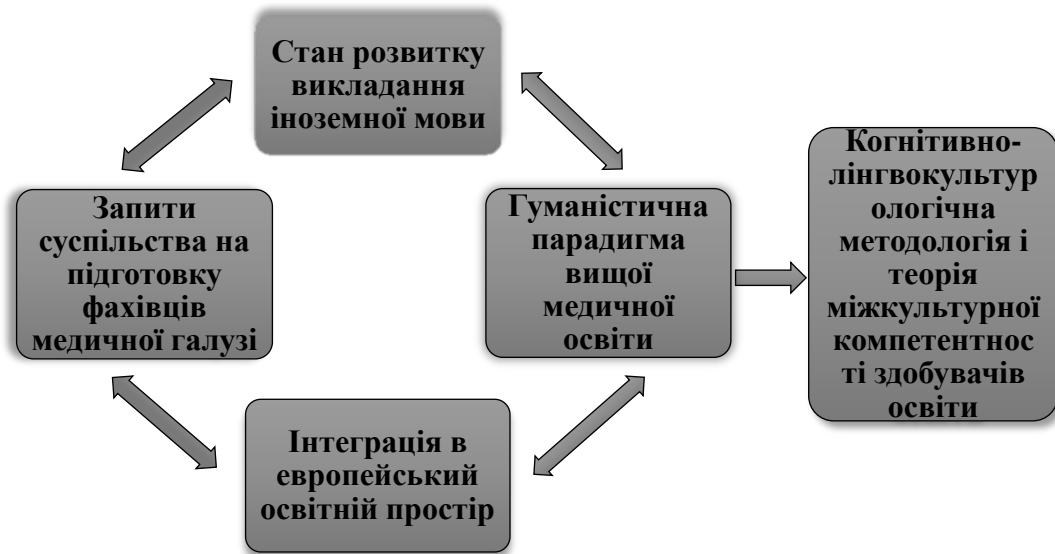 Стан розвитку
викладання
іноземної мови
Запити
суспільства на
підготовку
фахівців
медичної галузі
Гуманістична
парадигма
вищої
медичної
освіти
Когнітивно-
лінгвокультур
ологічна
методологія і
теорія
міжкультурної
компетентнос
ті здобувачів
освіти
Інтеграція в
європейський
освітній простір